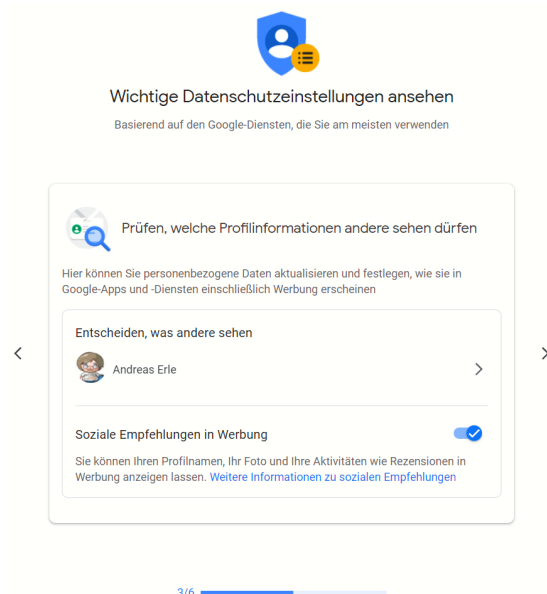 Wichtige Datenschutzeinstellungen ansehen
Basierend auf den Google-Diensten, die Sie am meisten verwenden
Prüfen, welche Profilinformationen andere sehen dürfen
Hier können Sie personenbezogene Daten aktualisieren und festlegen, wie sie in
Google-Apps und -Diensten einschließlich Werbung erscheinen
Entscheiden, was andere sehen
Andreas Erle
Soziale Empfehlungen in Werbung
Sie können Ihren Profilnamen, Ihr Foto und Ihre Aktivitäten wie Rezensionen in
Werbung anzeigen lassen. Weitere Informationen zu sozialen Empfehlungen
3/6